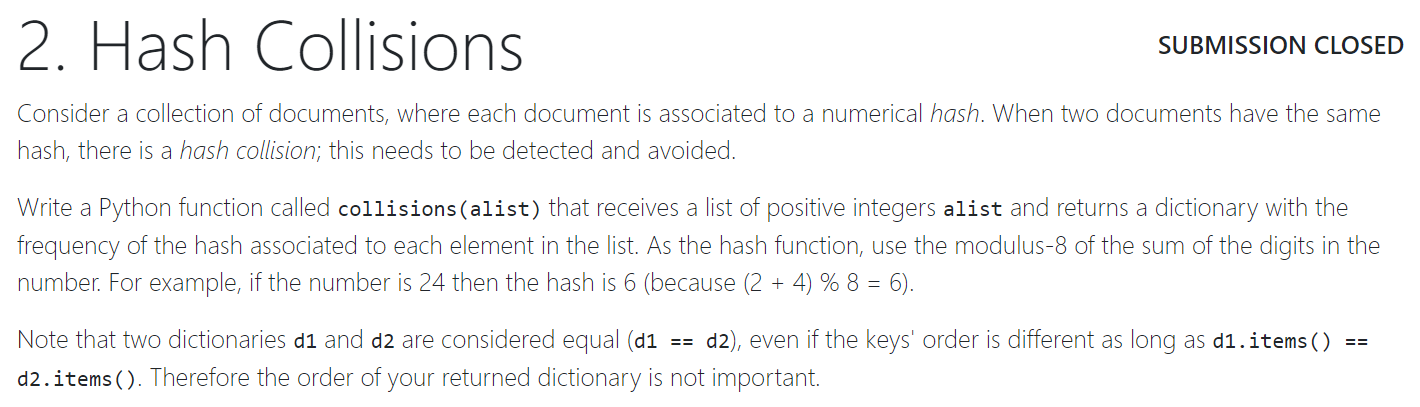 2. Hash Collisions
SUBMISSION CLOSED
Consider a collection of documents, where each document is associated to a numerical hash. When two documents have the same
hash, there is a hash collision; this needs to be detected and avoided.
Write a Python function called collisions(alist) that receives a list of positive integers alist and returns a dictionary with the
frequency of the hash associated to each element in the list. As the hash function, use the modulus-8 of the sum of the digits in the
number. For example, if the number is 24 then the hash is 6 (because (2 + 4) % 8 = 6).
Note that two dictionaries d1 and d2 are considered equal (d1 == d2), even if the keys' order is different as long as d1.items() ==
d2.items(). Therefore the order of your returned dictionary is not important.